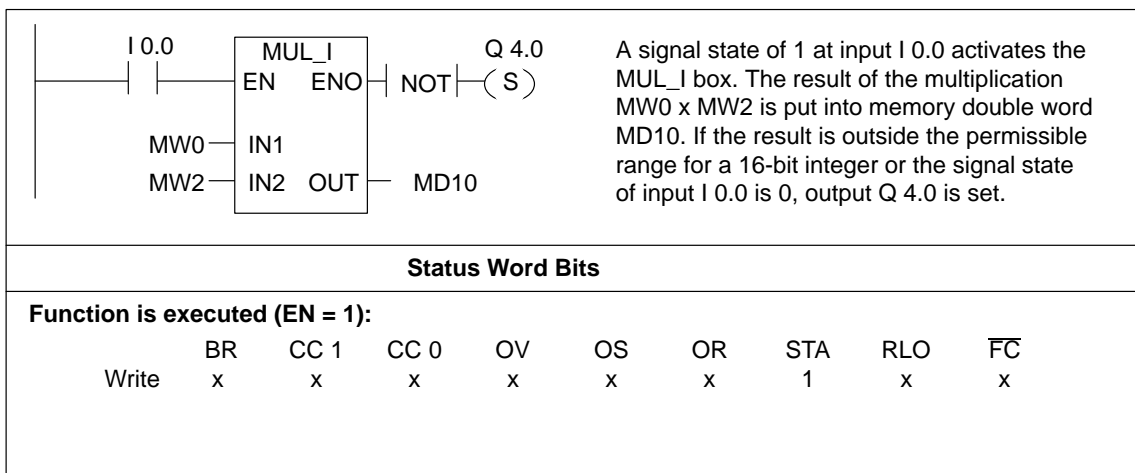 I 0.0
MUL_I
Q 4.0
EN ENO NOT ( S )
MW0 IN1
MW2 IN2 OUT MD10
A signal state of 1 at input I 0.0 activates the
MUL_I box. The result of the multiplication
MW0 x MW2 is put into memory double word
MD10. If the result is outside the permissible
range for a 16-bit integer or the signal state
of input I 0.0 is 0, output Q 4.0 is set.
Status Word Bits
Function is executed (EN = 1):
BR CC 1 CC 0 OV OS OR STA RLO F̅C̅
Write x x x x x x 1 x x